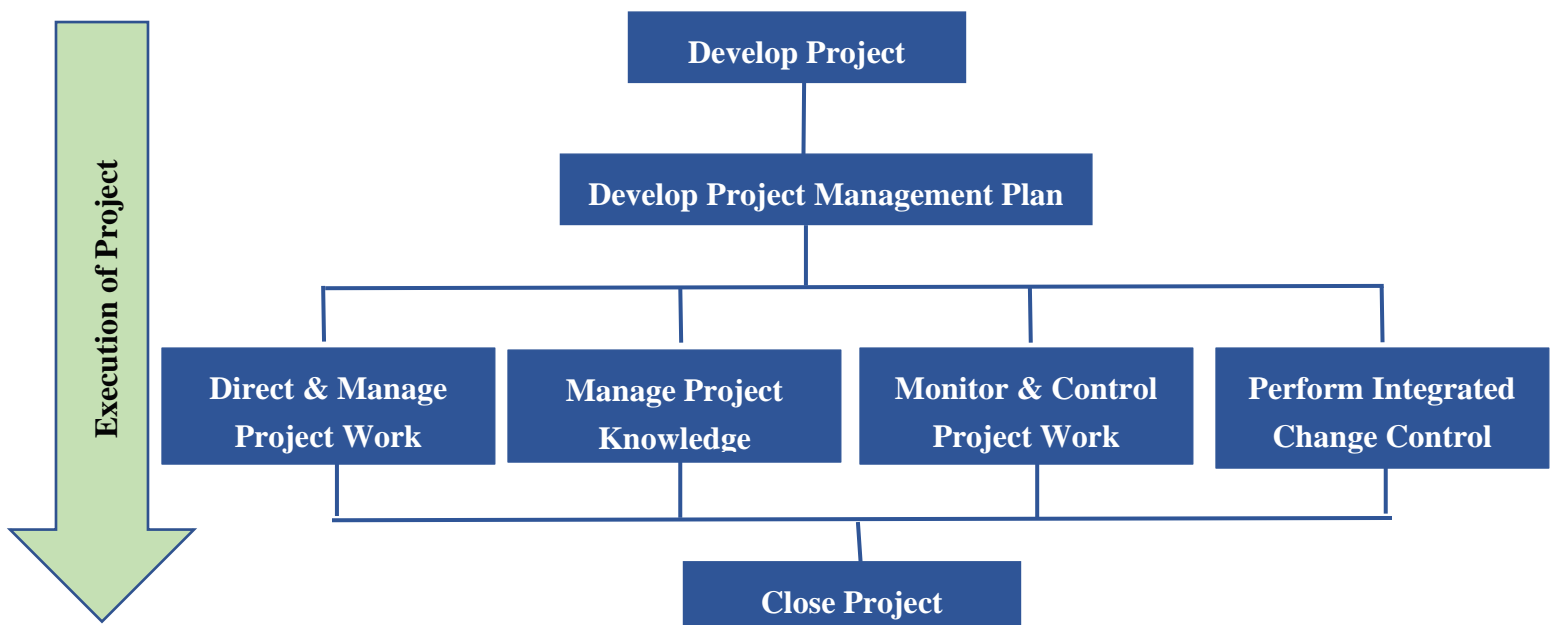 Develop Project
Develop Project Management Plan
Execution of Project
Direct & Manage
Project Work
Manage Project
Knowledge
Monitor & Control
Project Work
Perform Integrated
Change Control
Close Project